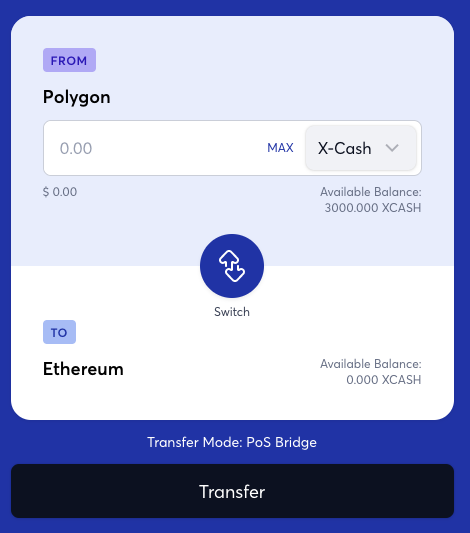 FROM
Polygon
0.00 MAX X-Cash
$ 0.00 Available Balance:
3000.000 XCASH
Switch
TO
Ethereum Available Balance:
0.000 XCASH
Transfer Mode: PoS Bridge
Transfer